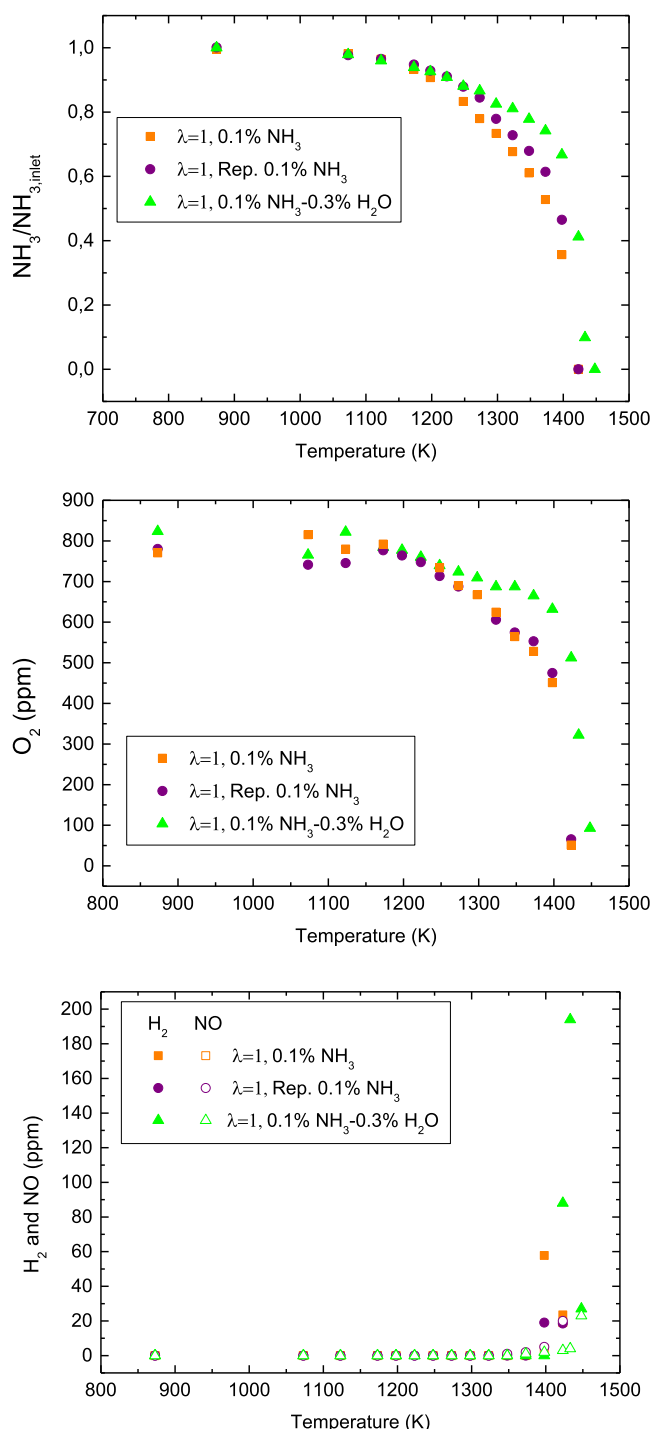 1,0
0,8
0,6
0,4
0,2
0,0
NH3/NH3,inlet
λ=1, 0.1% NH3
λ=1, Rep. 0.1% NH3
λ=1, 0.1% NH3-0.3% H2O
700 800 900 1000 1100 1200 1300 1400 1500
Temperature (K)
900
800
700
600
500
400
300
200
100
0
O2 (ppm)
λ=1, 0.1% NH3
λ=1, Rep. 0.1% NH3
λ=1, 0.1% NH3-0.3% H2O
800 900 1000 1100 1200 1300 1400 1500
Temperature (K)
200
180
160
140
120
100
80
60
40
20
0
H2 and NO (ppm)
H2 NO
λ=1, 0.1% NH3
λ=1, Rep. 0.1% NH3
λ=1, 0.1% NH3-0.3% H2O
800 900 1000 1100 1200 1300 1400 1500
Temperature (K)